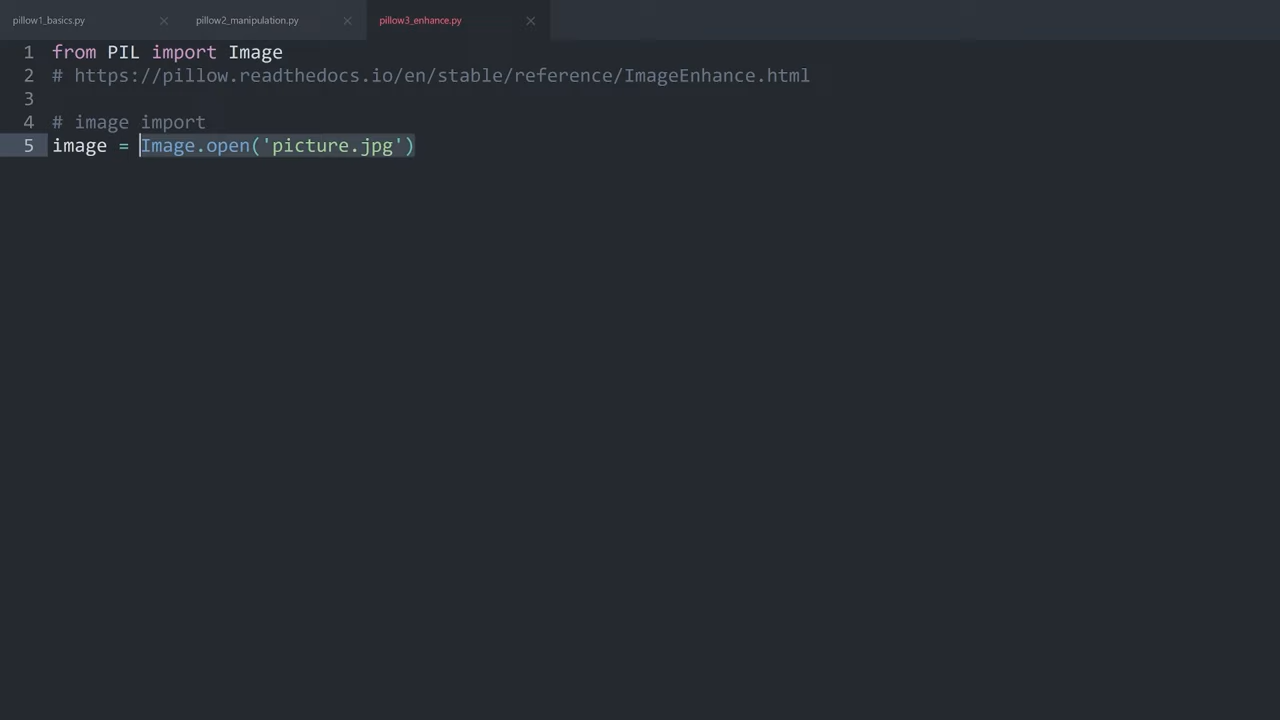 pillow1_basics.py
pillow2_manipulation.py
pillow3_enhance.py
1 from PIL import Image
2 # https://pillow.readthedocs.io/en/stable/reference/ImageEnhance.html
3
4 # image import
5 image = Image.open('picture.jpg')